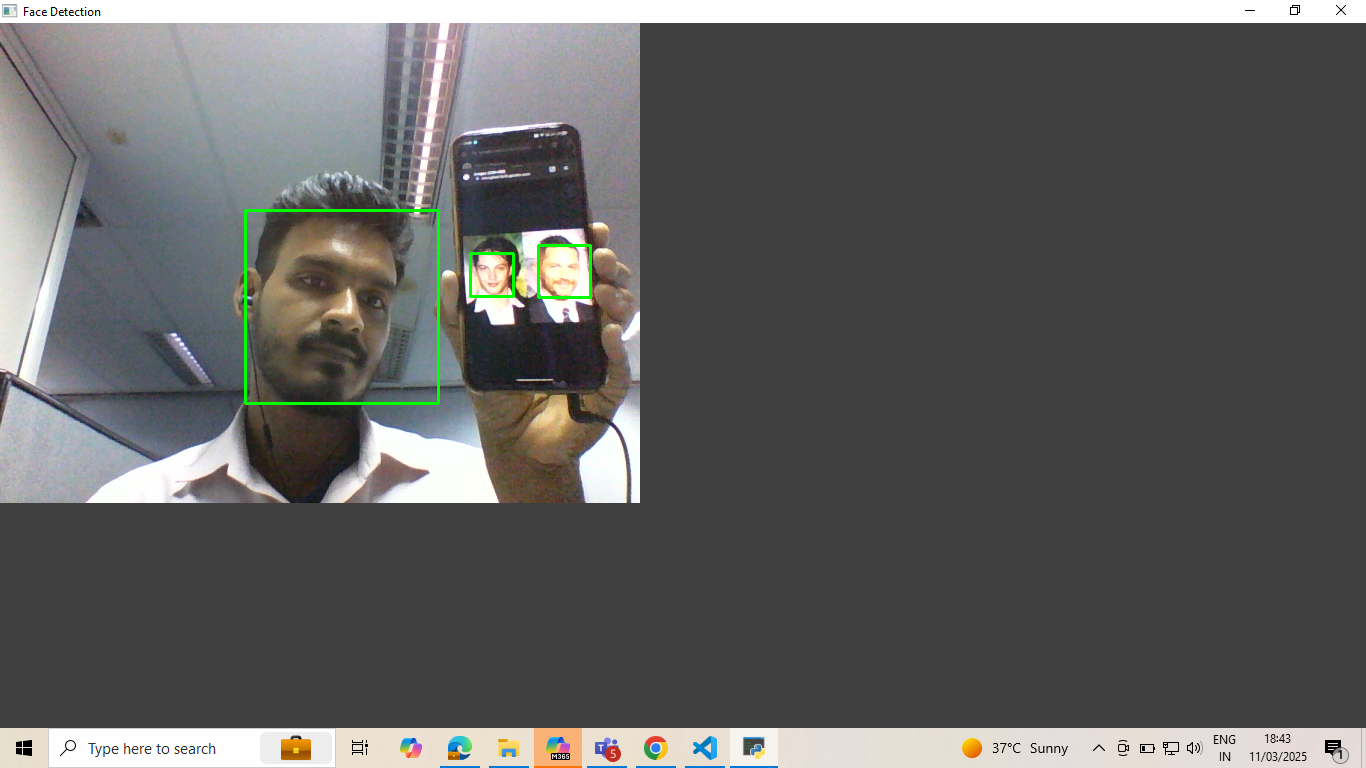 Face Detection
Type here to search
M365
5
37°C Sunny
ENG
IN
18:43
11/03/2025
1